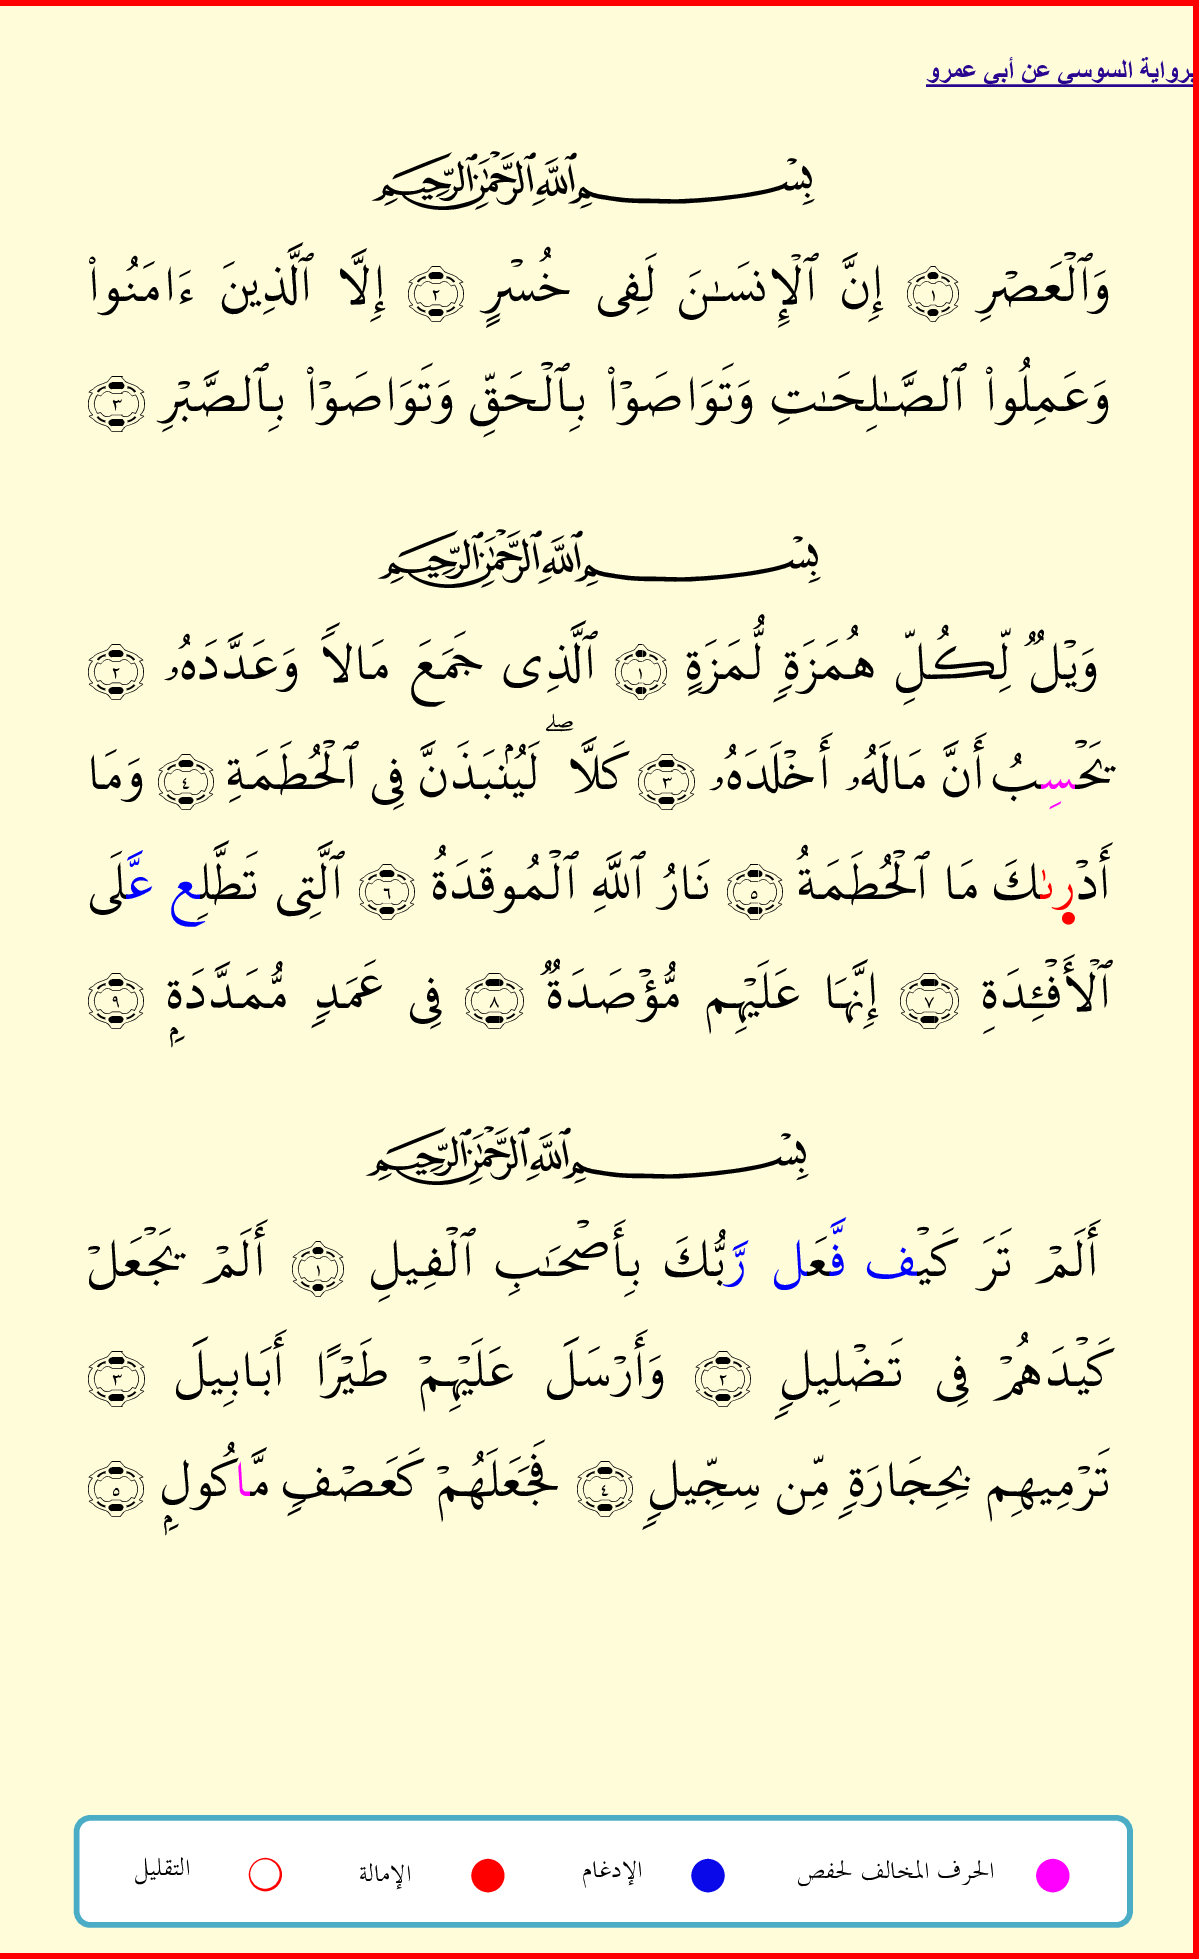 برواية السوسي عن أبي عمرو
بِسْمِ ٱللَّهِ ٱلرَّحْمَٰنِ ٱلرَّحِيمِ
وَٱلْعَصْرِ ١ إِنَّ ٱلْإِنسَـٰنَ لَفِى خُسْرٍ ٢ إِلَّا ٱلَّذِينَ ءَامَنُوا۟
وَعَمِلُوا۟ ٱلصَّـٰلِحَـٰتِ وَتَوَاصَوْا۟ بِٱلْحَقِّ وَتَوَاصَوْا۟ بِٱلصَّبْرِ ٣
بِسْمِ ٱللَّهِ ٱلرَّحْمَٰنِ ٱلرَّحِيمِ
وَيْلٌ لِّكُلِّ هُمَزَةٍ لُّمَزَةٍ ١ ٱلَّذِى جَمَعَ مَالًا وَعَدَّدَهُۥ ٢
يَحْسِبُ أَنَّ مَالَهُۥ أَخْلَدَهُۥ ٣ كَلَّا ۖ لَيُنۢبَذَنَّ فِى ٱلْحُطَمَةِ ٤ وَمَا
أَدْرِىٰكَ مَا ٱلْحُطَمَةُ ٥ نَارُ ٱللَّهِ ٱلْمُوقَدَةُ ٦ ٱلَّتِى تَطَّلِع عَّلَى
ٱلْأَفْـِٔدَةِ ٧ إِنَّهَا عَلَيْهِم مُّؤْصَدَةٌ ٨ فِى عَمَدٍ مُّمَدَّدَةٍۭ ٩
بِسْمِ ٱللَّهِ ٱلرَّحْمَٰنِ ٱلرَّحِيمِ
أَلَمْ تَرَ كَيْف فَّعَل رَّبُّكَ بِأَصْحَـٰبِ ٱلْفِيلِ ١ أَلَمْ يَجْعَلْ
كَيْدَهُمْ فِى تَضْلِيلٍ ٢ وَأَرْسَلَ عَلَيْهِمْ طَيْرًا أَبَابِيلَ ٣
تَرْمِيهِم بِحِجَارَةٍ مِّن سِجِّيلٍ ٤ فَجَعَلَهُمْ كَعَصْفٍ مَّاكُولٍۭ ٥
الحرف المخالف لحفص الإدغام الإمالة التقليل